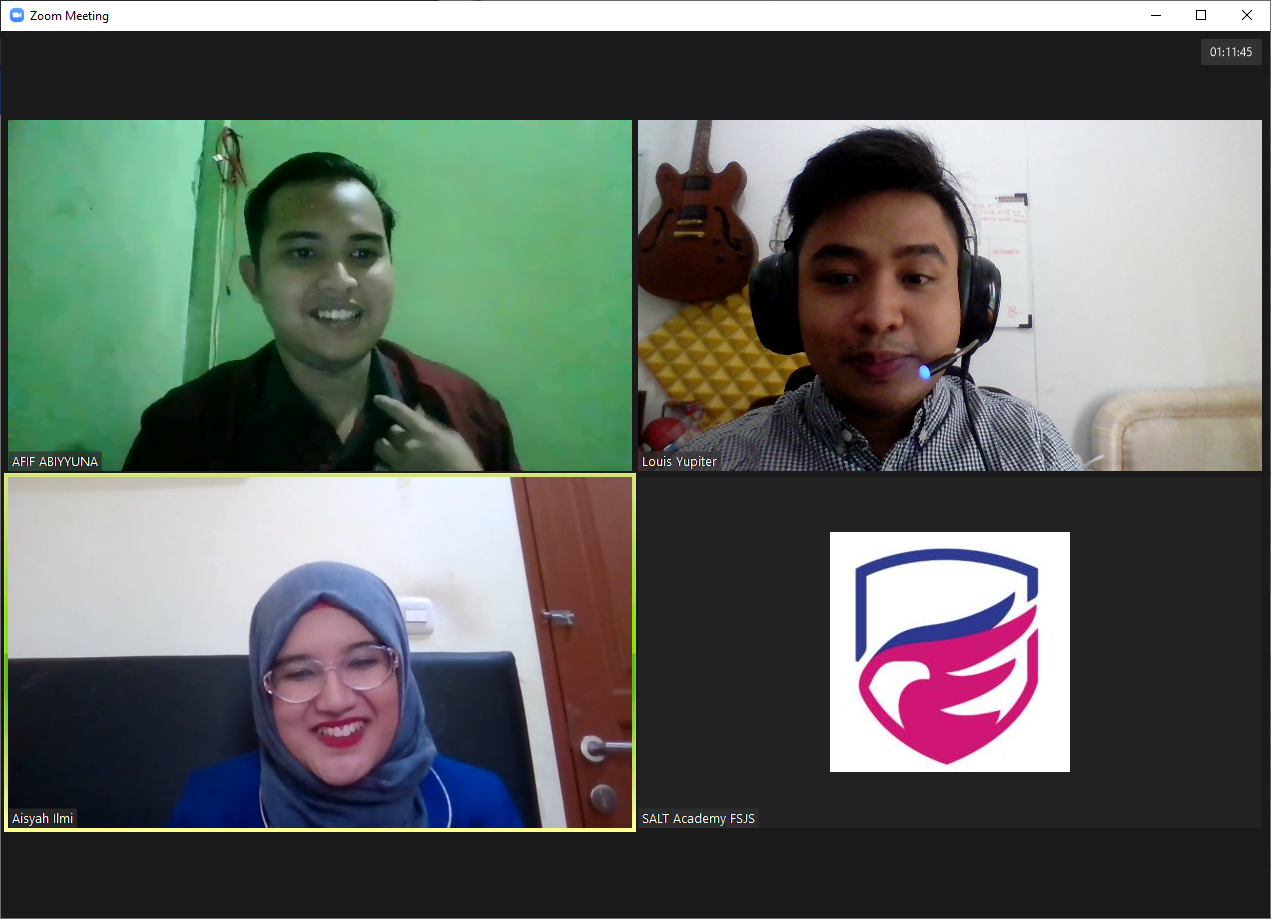 Zoom Meeting
01:11:45
AFIF ABIYYUNA
Louis Yupiter
Aisyah Ilmi
SALT Academy FSJS